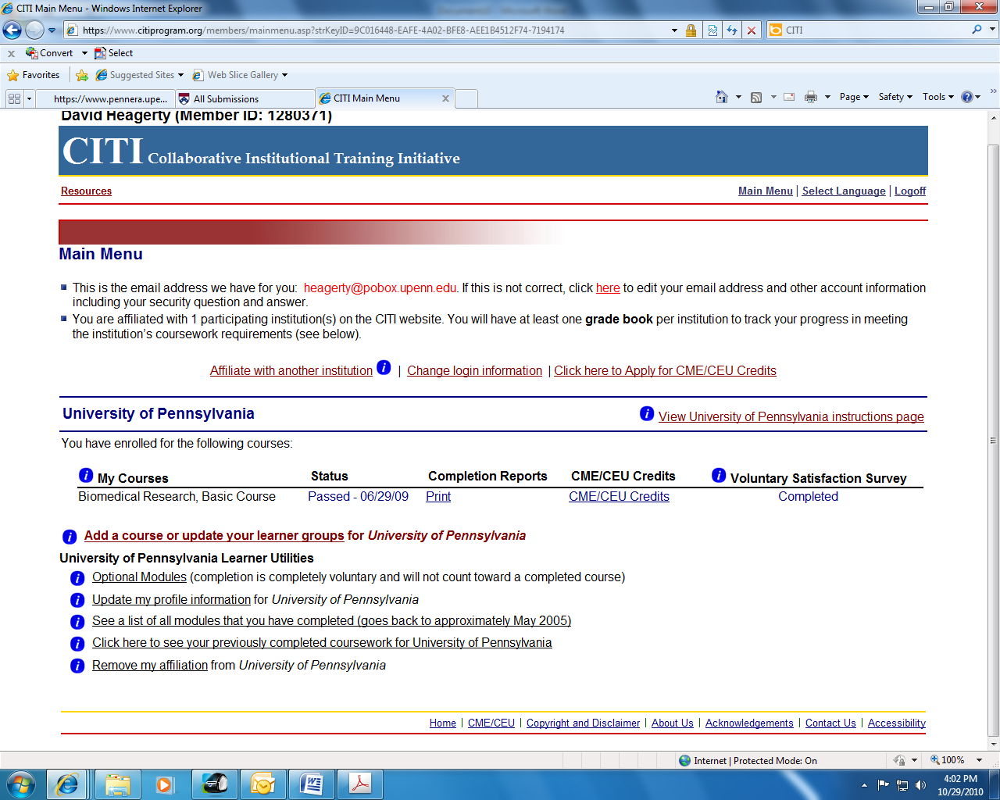 CITI Main Menu - Windows Internet Explorer
https://www.citiprogram.org/members/mainmenu.asp?strKeyID=9C016448-EAFE-4A02-BFE8-AEE1B4512F74-7194174
CITI
x Convert Select
Favorites Suggested Sites Web Slice Gallery
https://www.pennera.upe... All Submissions CITI Main Menu x Page Safety Tools »
David Heagerty (Member ID: 1280371)
CITI Collaborative Institutional Training Initiative
Resources Main Menu | Select Language | Logoff
Main Menu
This is the email address we have for you: heagerty@pobox.upenn.edu. If this is not correct, click here to edit your email address and other account information
including your security question and answer.
You are affiliated with 1 participating institution(s) on the CITI website. You will have at least one grade book per institution to track your progress in meeting
the institution's coursework requirements (see below).
Affiliate with another institution i | Change login information | Click here to Apply for CME/CEU Credits
University of Pennsylvania i View University of Pennsylvania instructions page
You have enrolled for the following courses:
i My Courses Status Completion Reports CME/CEU Credits i Voluntary Satisfaction Survey
Biomedical Research, Basic Course Passed - 06/29/09 Print CME/CEU Credits Completed
i Add a course or update your learner groups for University of Pennsylvania
University of Pennsylvania Learner Utilities
i Optional Modules (completion is completely voluntary and will not count toward a completed course)
i Update my profile information for University of Pennsylvania
i See a list of all modules that you have completed (goes back to approximately May 2005)
i Click here to see your previously completed coursework for University of Pennsylvania
i Remove my affiliation from University of Pennsylvania
Home | CME/CEU | Copyright and Disclaimer | About Us | Acknowledgements | Contact Us | Accessibility
Internet | Protected Mode: On 100%
4:02 PM
10/29/2010